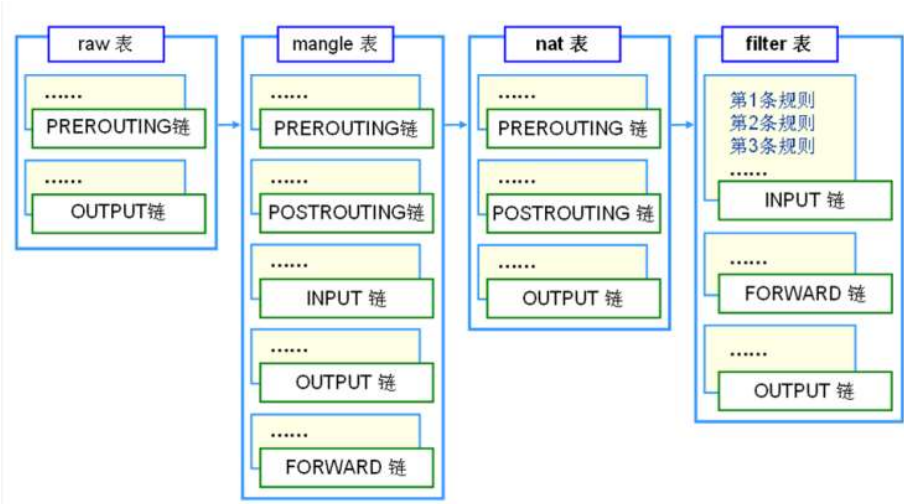 raw 表
……
PREROUTING链
……
OUTPUT链
mangle 表
……
PREROUTING链
……
POSTROUTING链
……
INPUT 链
……
OUTPUT 链
……
FORWARD 链
nat 表
……
PREROUTING 链
……
POSTROUTING 链
……
OUTPUT 链
filter 表
第1条规则
第2条规则
第3条规则
……
INPUT 链
……
FORWARD 链
……
OUTPUT 链